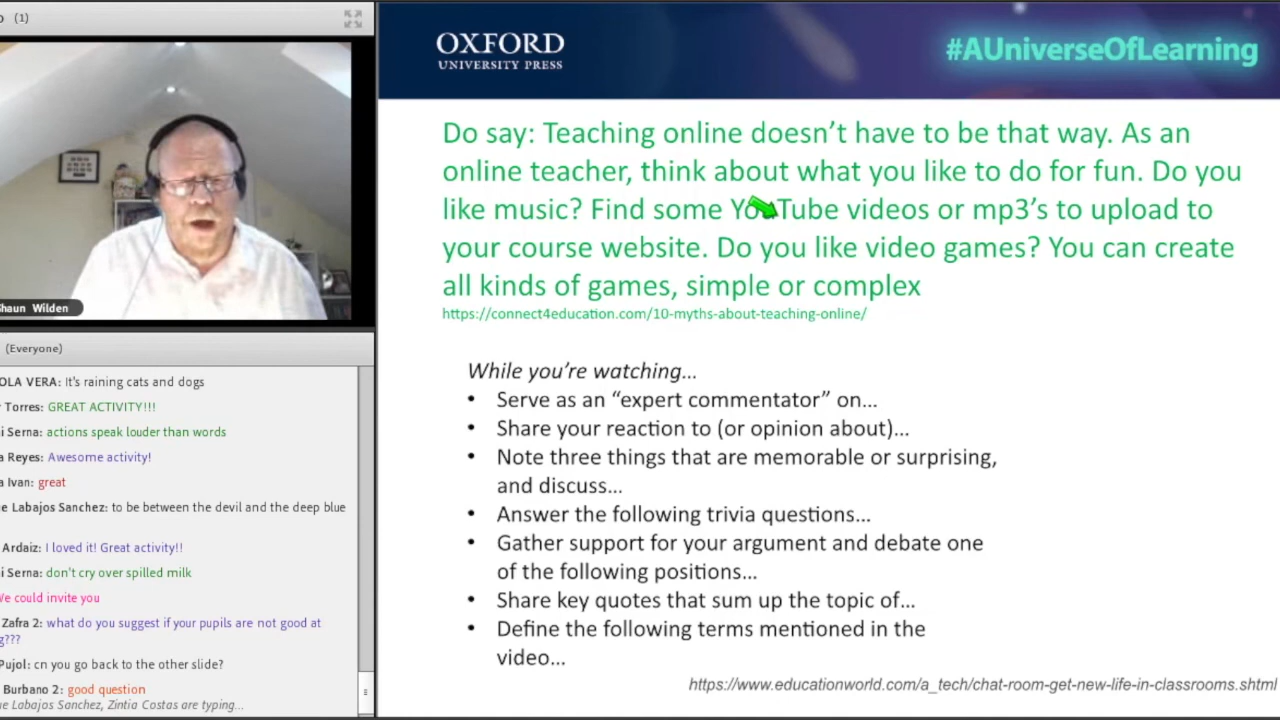 (1)
Shaun Wilden
(Everyone)
OLA VERA: It's raining cats and dogs
Torres: GREAT ACTIVITY!!!
i Serna: actions speak louder than words
a Reyes: Awesome activity!
a Ivan: great
e Labajos Sanchez: to be between the devil and the deep blue
Ardaiz: I loved it! Great activity!!
i Serna: don't cry over spilled milk
We could invite you
Zafra 2: what do you suggest if your pupils are not good at
g???
Pujol: cn you go back to the other slide?
Burbano 2: good question
ue Labajos Sanchez, Zintia Costas are typing...
OXFORD
UNIVERSITY PRESS
#AUniverseOfLearning
Do say: Teaching online doesn't have to be that way. As an
online teacher, think about what you like to do for fun. Do you
like music? Find some YouTube videos or mp3's to upload to
your course website. Do you like video games? You can create
all kinds of games, simple or complex
https://connect4education.com/10-myths-about-teaching-online/
While you're watching...
• Serve as an "expert commentator" on...
• Share your reaction to (or opinion about)...
• Note three things that are memorable or surprising,
and discuss...
• Answer the following trivia questions...
• Gather support for your argument and debate one
of the following positions...
• Share key quotes that sum up the topic of...
• Define the following terms mentioned in the
video...
https://www.educationworld.com/a_tech/chat-room-get-new-life-in-classrooms.shtml